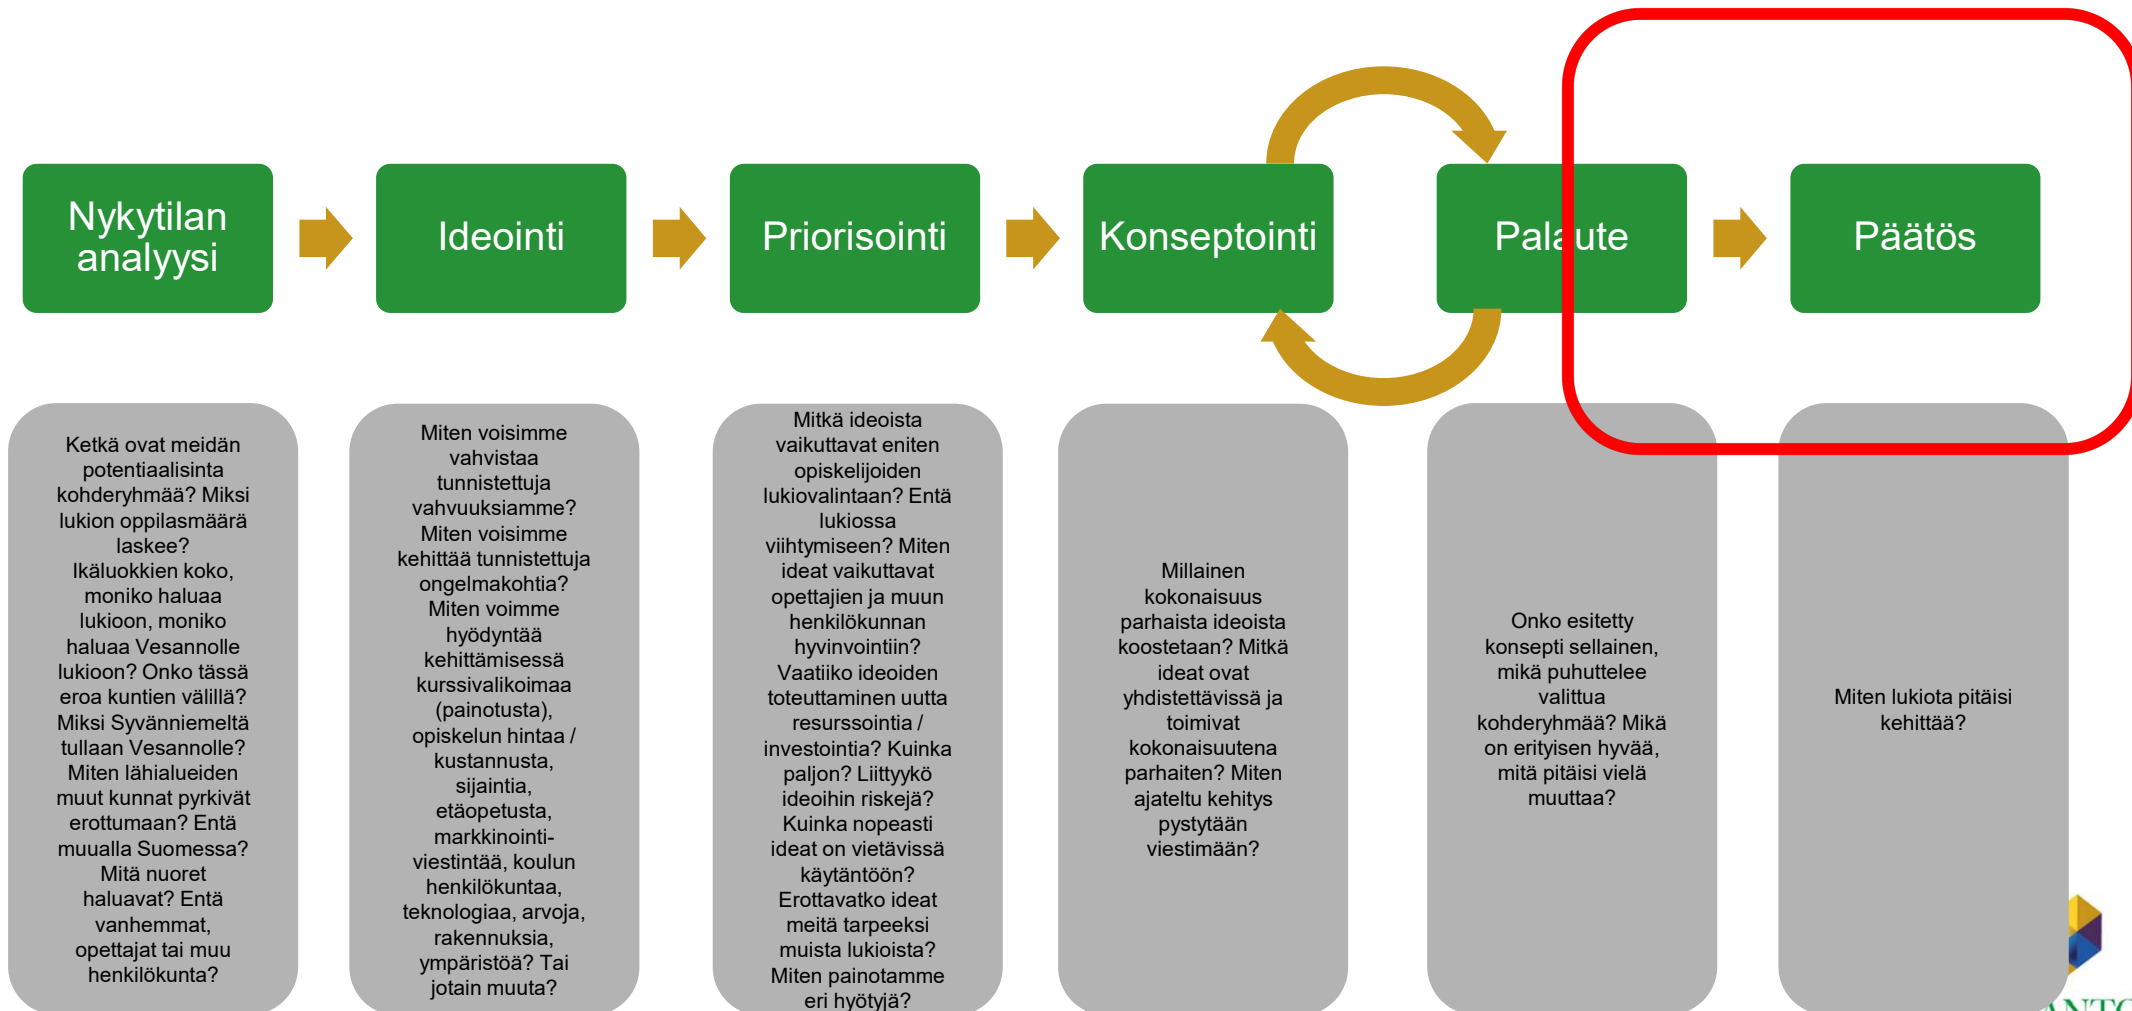 Nykytilan
analyysi
Ideointi
Priorisointi
Konseptointi
Palaute
Päätös
Ketkä ovat meidän
potentiaalisinta
kohderyhmää? Miksi
lukion oppilasmäärä
laskee?
Ikäluokkien koko,
moniko haluaa
lukioon, moniko
haluaa Vesannolle
lukioon? Onko tässä
eroa kuntien välillä?
Miksi Syvänniemeltä
tullaan Vesannolle?
Miten lähialueiden
muut kunnat pyrkivät
erottumaan? Entä
muualla Suomessa?
Mitä nuoret
haluavat? Entä
vanhemmat,
opettajat tai muu
henkilökunta?
Miten voisimme
vahvistaa
tunnistettuja
vahvuuksiamme?
Miten voisimme
kehittää tunnistettuja
ongelmakohtia?
Miten voimme
hyödyntää
kehittämisessä
kurssivalikoimaa
(painotusta),
opiskelun hintaa /
kustannusta,
sijaintia,
etäopetusta,
markkinointi-
viestintää, koulun
henkilökuntaa,
teknologiaa, arvoja,
rakennuksia,
ympäristöä? Tai
jotain muuta?
Mitkä ideoista
vaikuttavat eniten
opiskelijoiden
lukiovalintaan? Entä
lukiossa
viihtymiseen? Miten
ideat vaikuttavat
opettajien ja muun
henkilökunnan
hyvinvointiin?
Vaatiiko ideoiden
toteuttaminen uutta
resurssointia /
investointia? Kuinka
paljon? Liittyykö
ideoihin riskejä?
Kuinka nopeasti
ideat on vietävissä
käytäntöön?
Erottavatko ideat
meitä tarpeeksi
muista lukioista?
Miten painotamme
eri hyötyjä?
Millainen
kokonaisuus
parhaista ideoista
koostetaan? Mitkä
ideat ovat
yhdistettävissä ja
toimivat
kokonaisuutena
parhaiten? Miten
ajateltu kehitys
pystytään
viestimään?
Onko esitetty
konsepti sellainen,
mikä puhuttelee
valittua
kohderyhmää? Mikä
on erityisen hyvää,
mitä pitäisi vielä
muuttaa?
Miten lukiota pitäisi
kehittää?